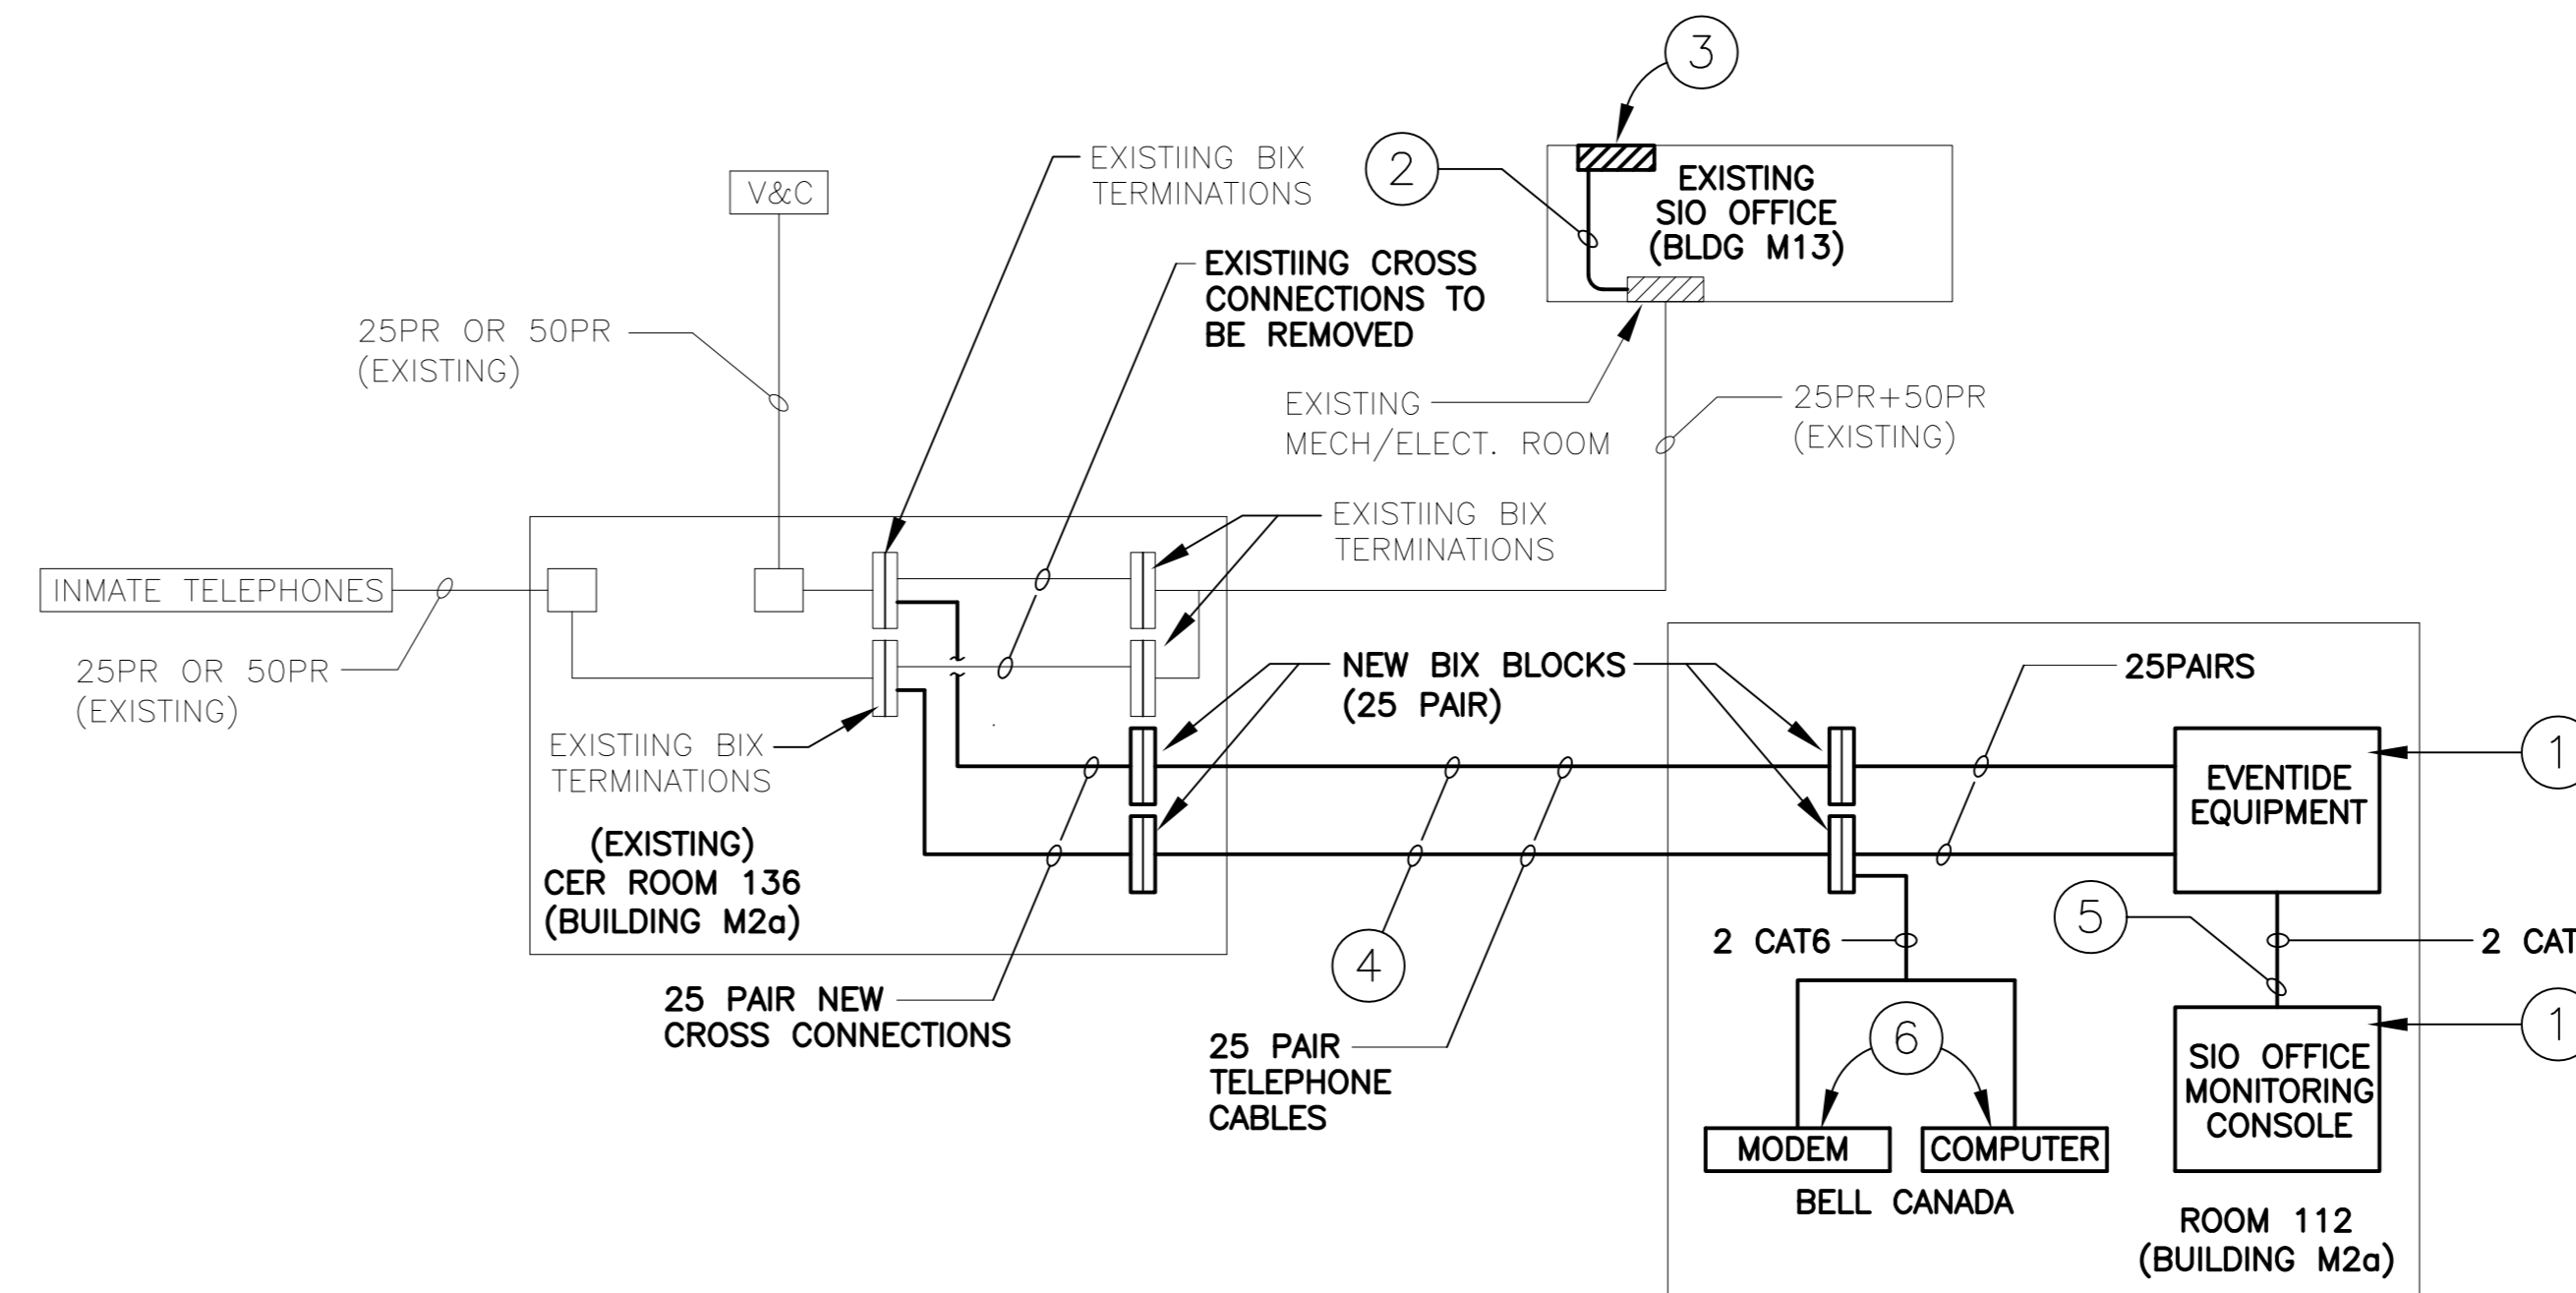 3
2
EXISTING
SIO OFFICE
(BLDG M13)
EXISTIING BIX
TERMINATIONS
V&C
EXISTIING CROSS
CONNECTIONS TO
BE REMOVED
25PR OR 50PR
(EXISTING)
EXISTING
MECH/ELECT. ROOM
25PR+50PR
(EXISTING)
EXISTIING BIX
TERMINATIONS
INMATE TELEPHONES
25PR OR 50PR
(EXISTING)
NEW BIX BLOCKS
(25 PAIR)
25PAIRS
EXISTIING BIX
TERMINATIONS
1
EVENTIDE
EQUIPMENT
(EXISTING)
CER ROOM 136
(BUILDING M2a)
5
2 CAT6
2 CAT
4
25 PAIR NEW
CROSS CONNECTIONS
25 PAIR
TELEPHONE
CABLES
6
1
SIO OFFICE
MONITORING
CONSOLE
MODEM
COMPUTER
BELL CANADA
ROOM 112
(BUILDING M2a)